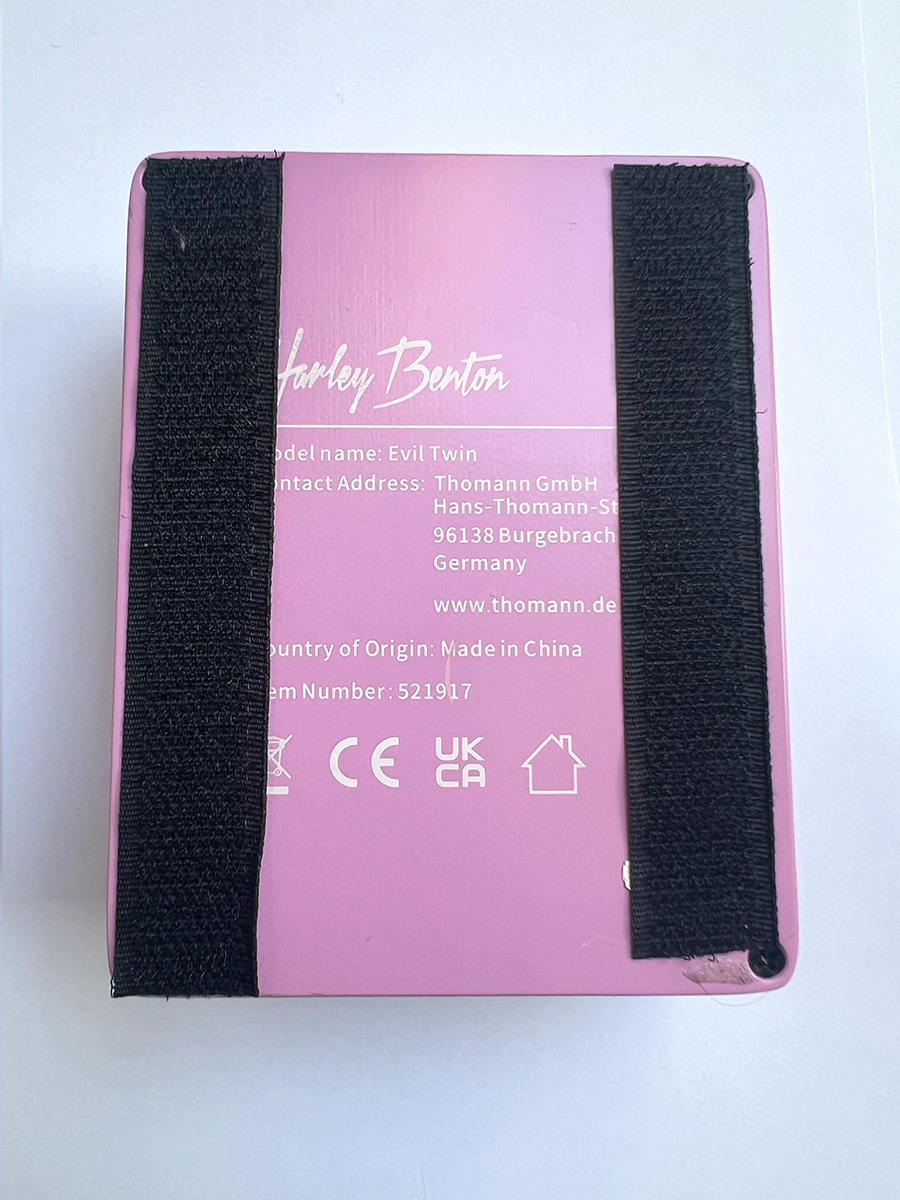 Harley Benton
odel name: Evil Twin
ontact Address: Thomann GmbH
Hans-Thomann-St
96138 Burgebrach
Germany
www.thomann.de
ountry of Origin: Made in China
em Number: 521917
CE UK
CA